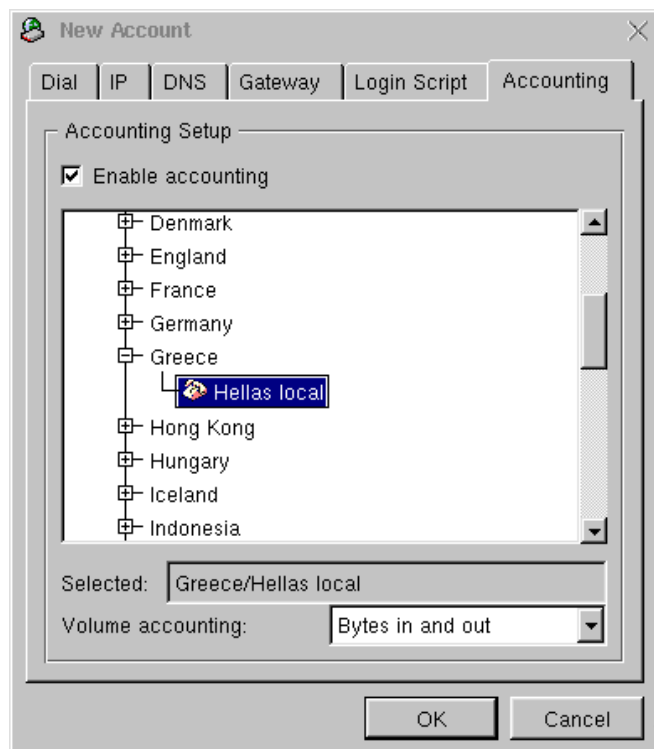 New Account
Dial IP DNS Gateway Login Script Accounting
Accounting Setup
Enable accounting
Denmark
England
France
Germany
Greece
Hellas local
Hong Kong
Hungary
Iceland
Indonesia
Selected: Greece/Hellas local
Volume accounting: Bytes in and out
OK Cancel